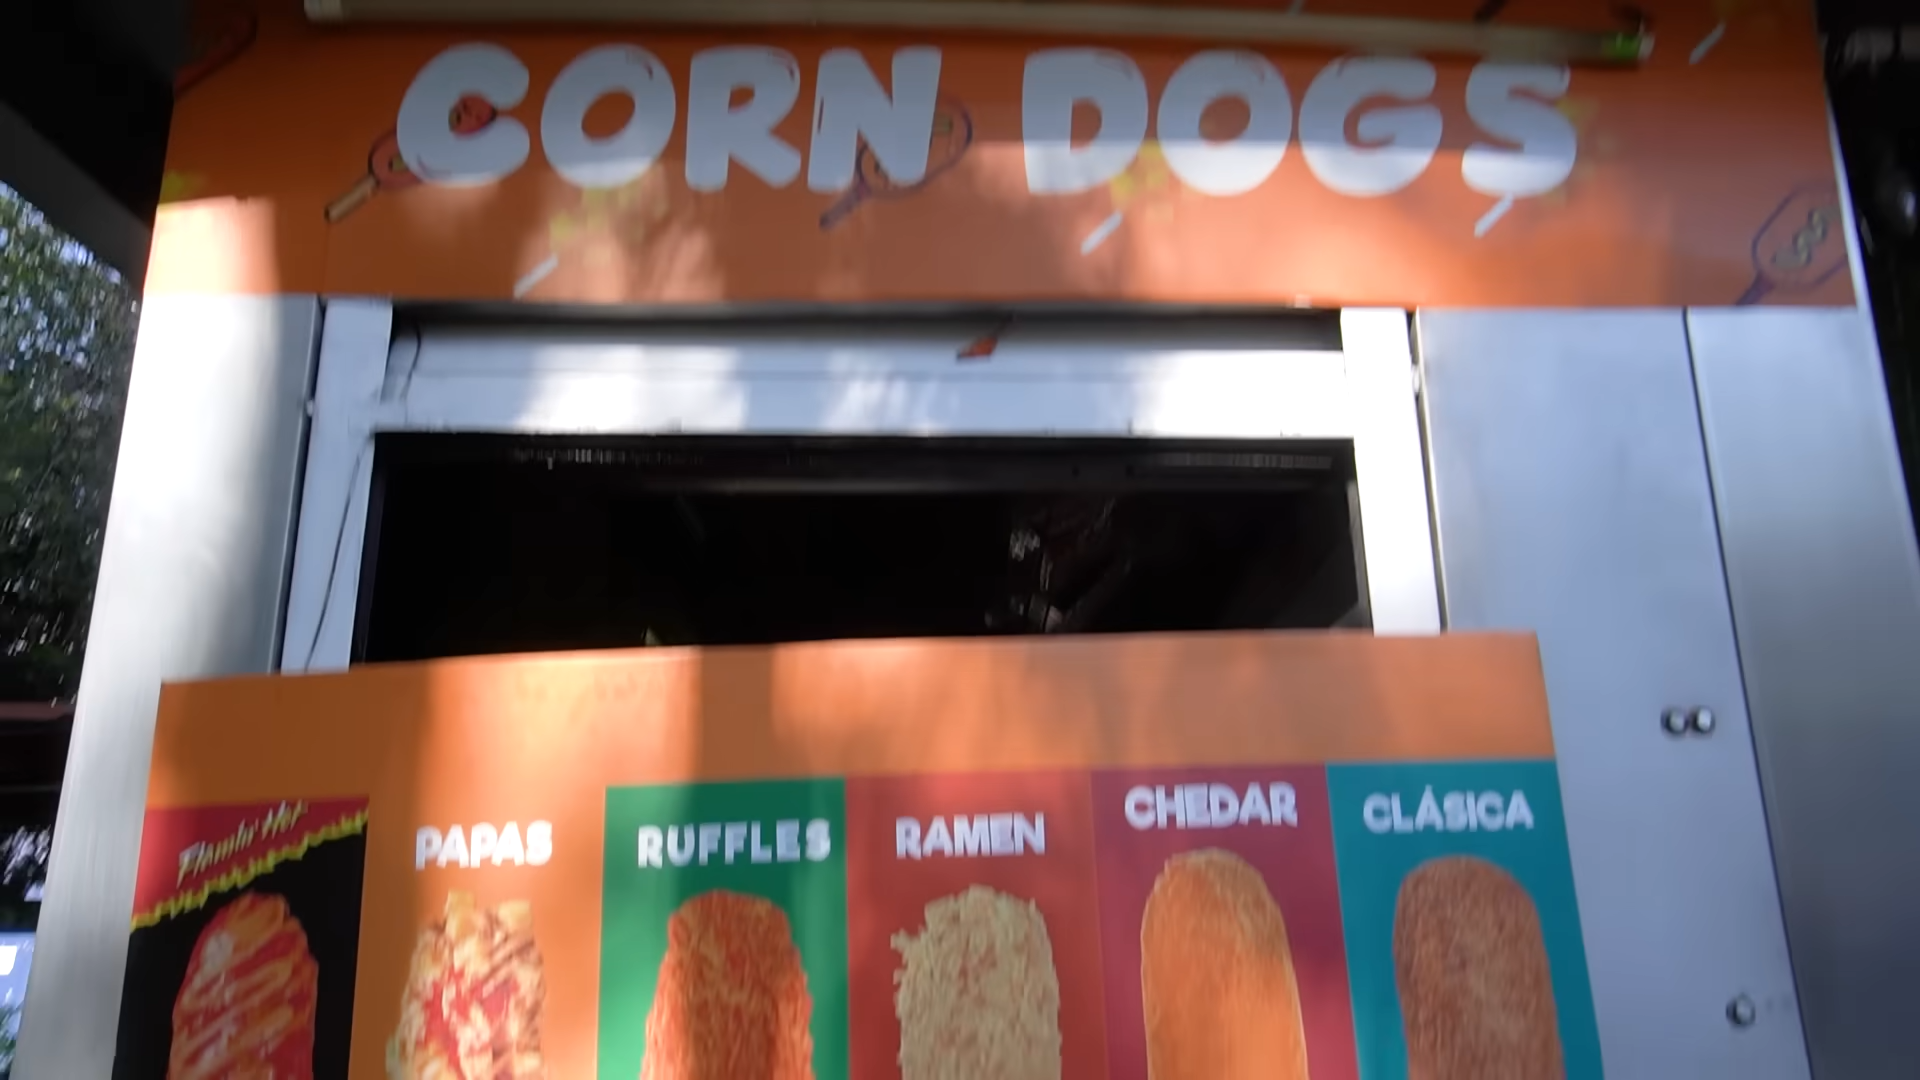 CORN DOGS
Flamin' Hot
PAPAS
RUFFLES
RAMEN
CHEDAR
CLÁSICA